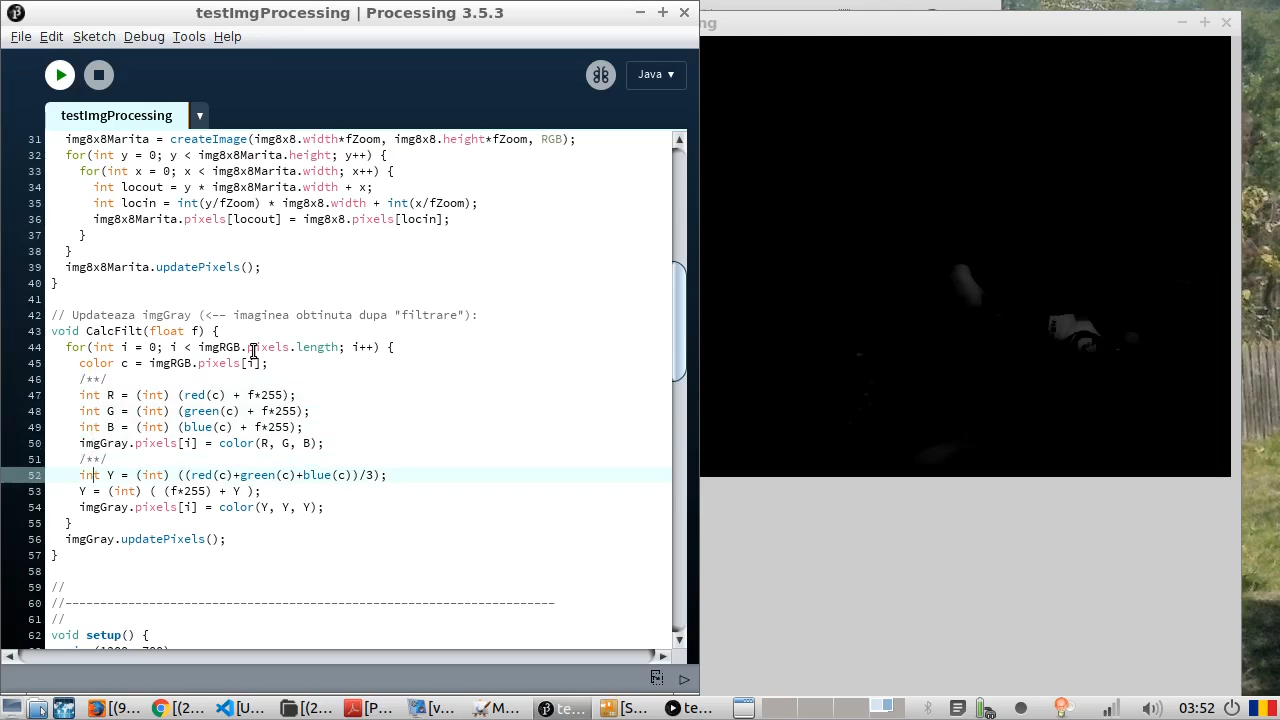 testImgProcessing | Processing 3.5.3
ng
File Edit Sketch Debug Tools Help
Java ▾
testImgProcessing ▾
31 img8x8Marita = createImage(img8x8.width*fZoom, img8x8.height*fZoom, RGB);
32 for(int y = 0; y < img8x8Marita.height; y++) {
33 for(int x = 0; x < img8x8Marita.width; x++) {
34 int locout = y * img8x8Marita.width + x;
35 int locin = int(y/fZoom) * img8x8.width + int(x/fZoom);
36 img8x8Marita.pixels[locout] = img8x8.pixels[locin];
37 }
38 }
39 img8x8Marita.updatePixels();
40 }
41
42 // Updateaza imgGray (<-- imaginea obtinuta dupa "filtrare"):
43 void CalcFilt(float f) {
44 for(int i = 0; i < imgRGB.pixels.length; i++) {
45 color c = imgRGB.pixels[i];
46 /**/
47 int R = (int) (red(c) + f*255);
48 int G = (int) (green(c) + f*255);
49 int B = (int) (blue(c) + f*255);
50 imgGray.pixels[i] = color(R, G, B);
51 /**/
52 int Y = (int) ((red(c)+green(c)+blue(c))/3);
53 Y = (int) ( (f*255) + Y );
54 imgGray.pixels[i] = color(Y, Y, Y);
55 }
56 imgGray.updatePixels();
57 }
58
59 //
60 //----------------------------------------------------------------------
61 //
62 void setup() {
[(9... [(2... [U... [(2... [P... [v... M... te... [S... te... 03:52